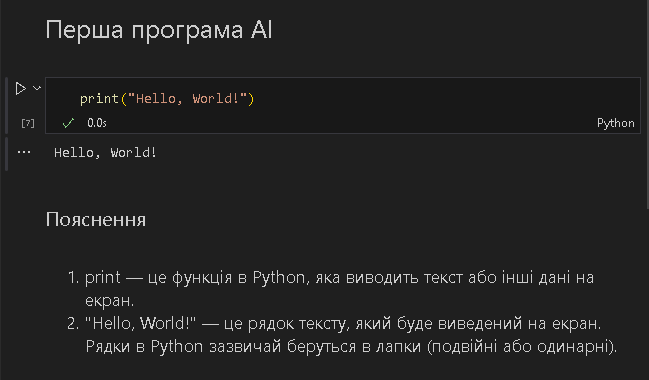 Перша програма AI
print("Hello, World!")
[7]
0.0s
Python
Hello, World!
Пояснення
1. print — це функція в Python, яка виводить текст або інші дані на
екран.
2. "Hello, World!" — це рядок тексту, який буде виведений на екран.
Рядки в Python зазвичай беруться в лапки (подвійні або одинарні).